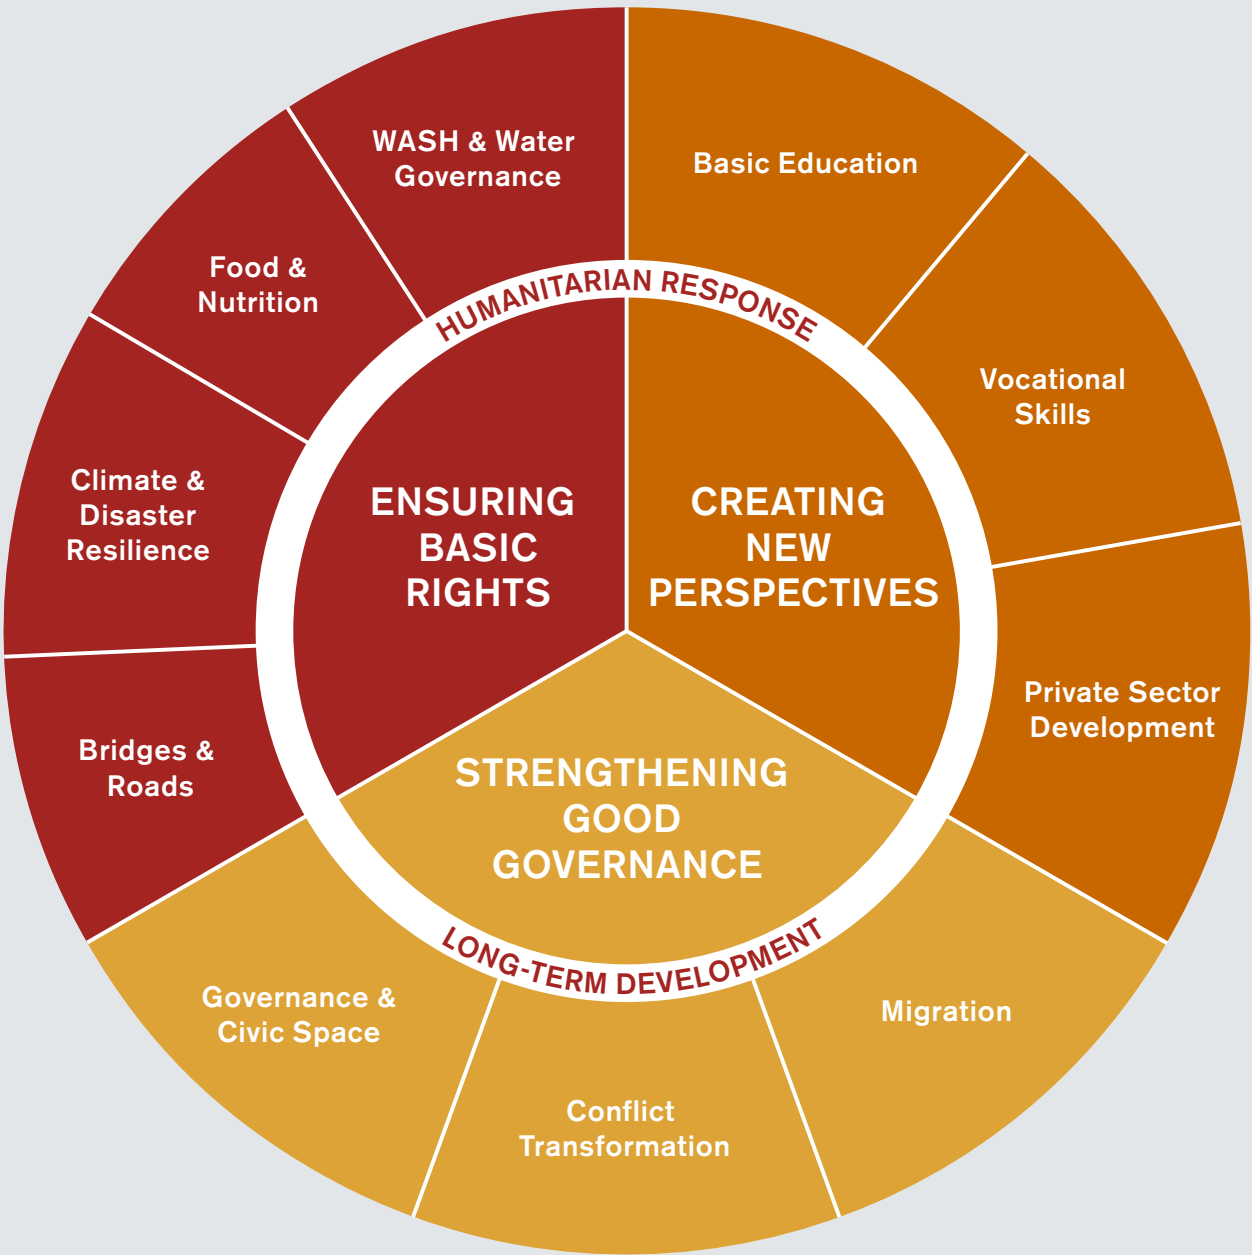 WASH & Water
Governance
Basic Education
Food &
Nutrition
HUMANITARIAN RESPONSE
Vocational
Skills
Climate &
Disaster
Resilience
ENSURING
BASIC
RIGHTS
CREATING
NEW
PERSPECTIVES
Private Sector
Development
Bridges &
Roads
STRENGTHENING
GOOD
GOVERNANCE
LONG-TERM DEVELOPMENT
Governance &
Civic Space
Migration
Conflict
Transformation